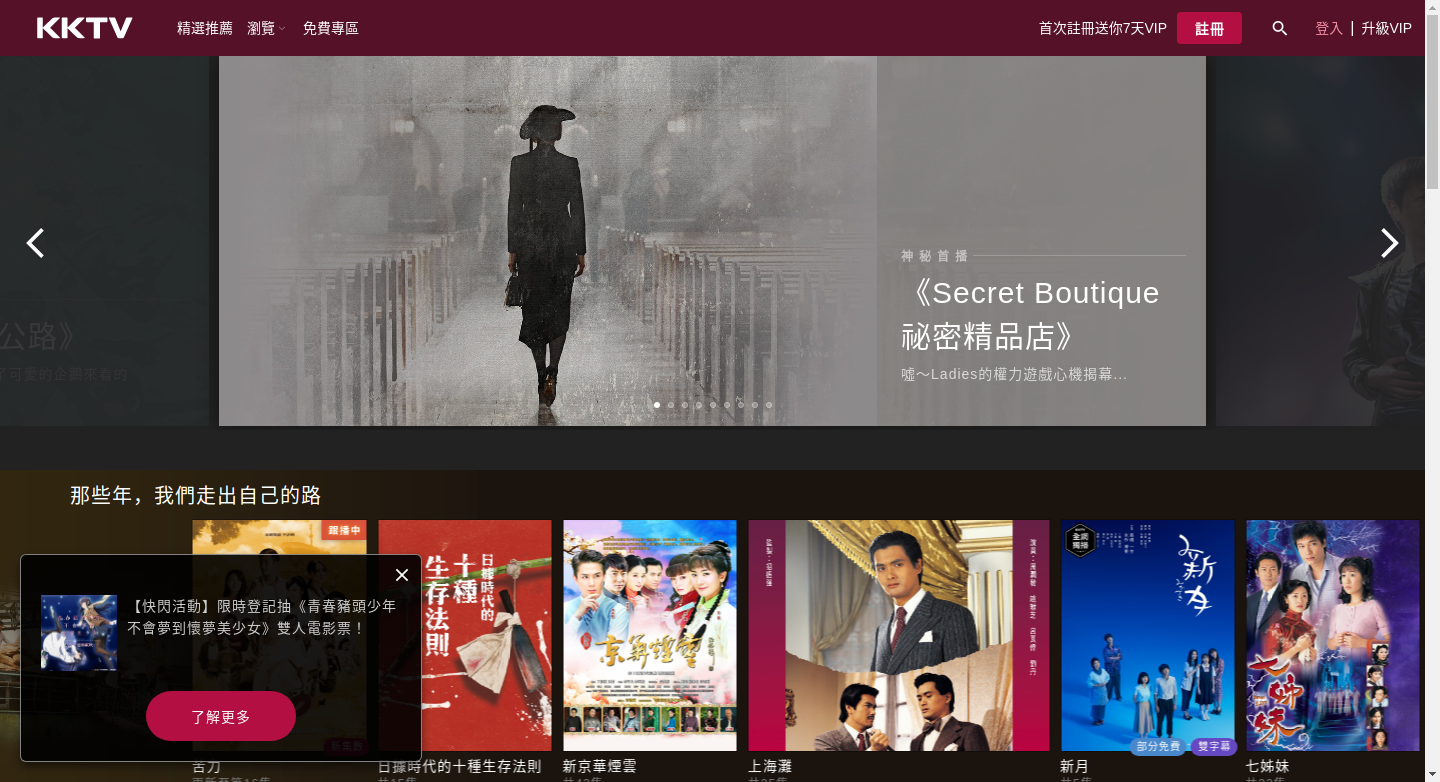 KKTV
精選推薦
瀏覽
免費專區
首次註冊送你7天VIP
註冊
登入
升級VIP
公路》
了可愛的企鵝來看的
神秘首播
《Secret Boutique
祕密精品店》
噓～Ladies的權力遊戲心機揭幕...
那些年，我們走出自己的路
跟播中
日據時代的
十種
生存法則
新京華煙雲
全網
獨播
新月
七姊妹
【快閃活動】限時登記抽《青春豬頭少年
不會夢到懷夢美少女》雙人電影票！
了解更多
新集數
部分免費
雙字幕
苦力
日據時代的十種生存法則
新京華煙雲
上海灘
新月
七姊妹